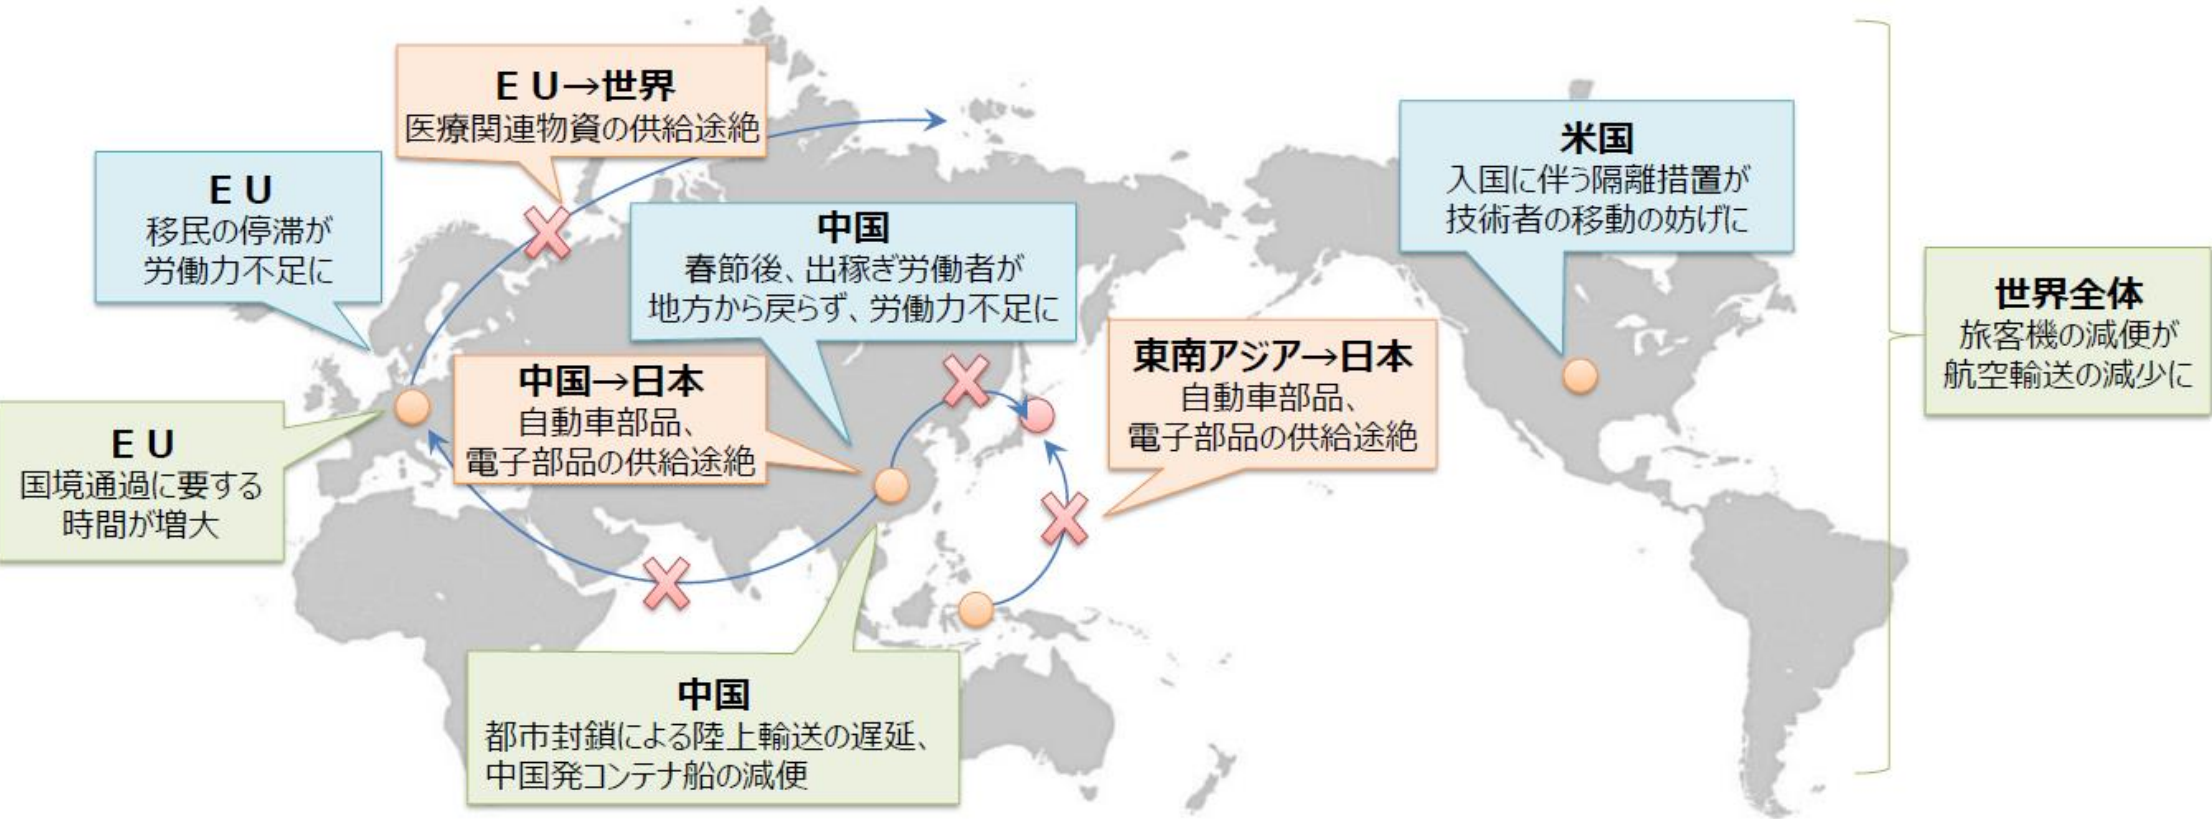 ＥＵ→世界
医療関連物資の供給途絶
ＥＵ
移民の停滞が
労働力不足に
中国
春節後、出稼ぎ労働者が
地方から戻らず、労働力不足に
米国
入国に伴う隔離措置が
技術者の移動の妨げに
世界全体
旅客機の減便が
航空輸送の減少に
ＥＵ
国境通過に要する
時間が増大
中国→日本
自動車部品、
電子部品の供給途絶
東南アジア→日本
自動車部品、
電子部品の供給途絶
中国
都市封鎖による陸上輸送の遅延、
中国発コンテナ船の減便